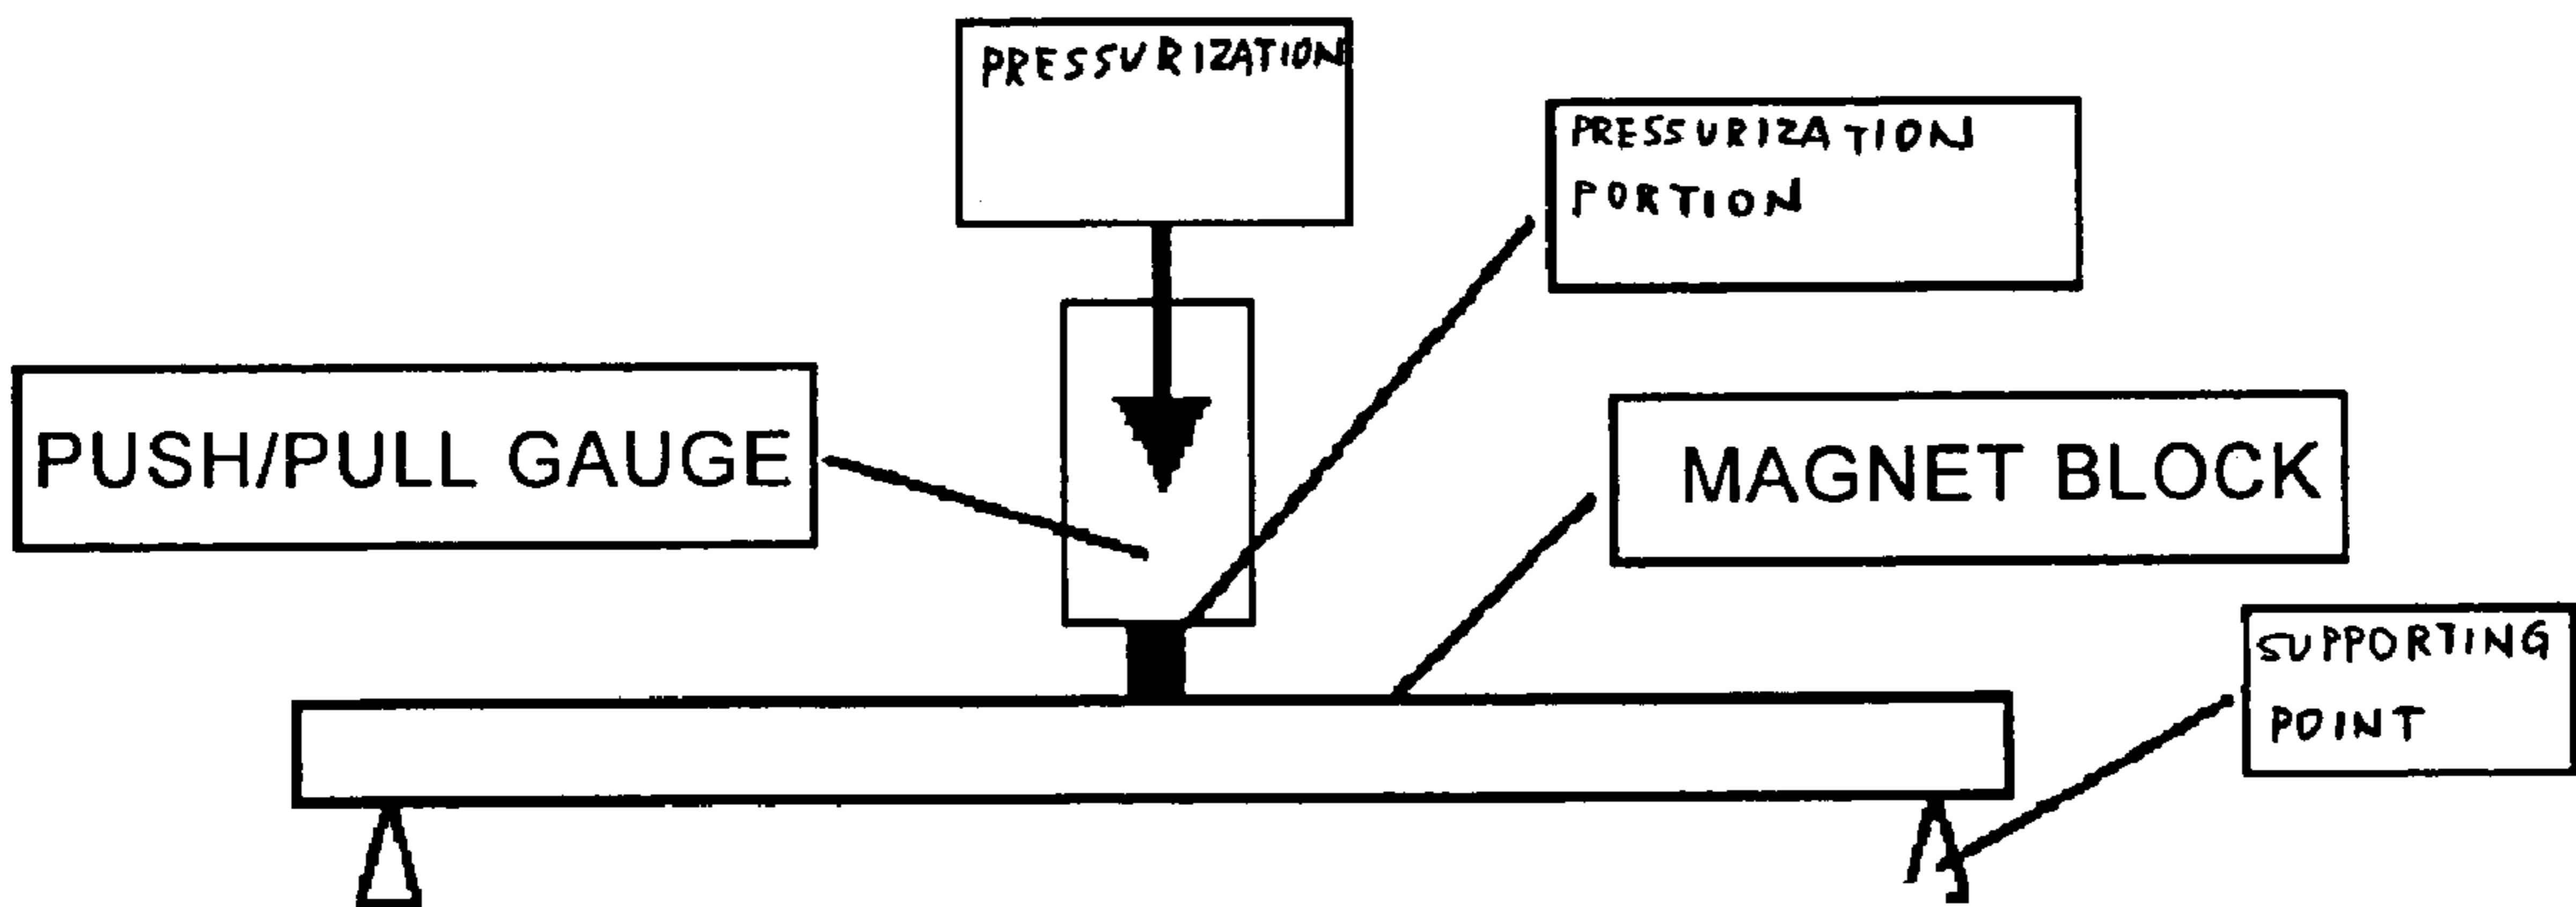 PRESSURIZATION
PRESSURIZATION
PORTION
PUSH/PULL GAUGE
MAGNET BLOCK
SUPPORTING
POINT